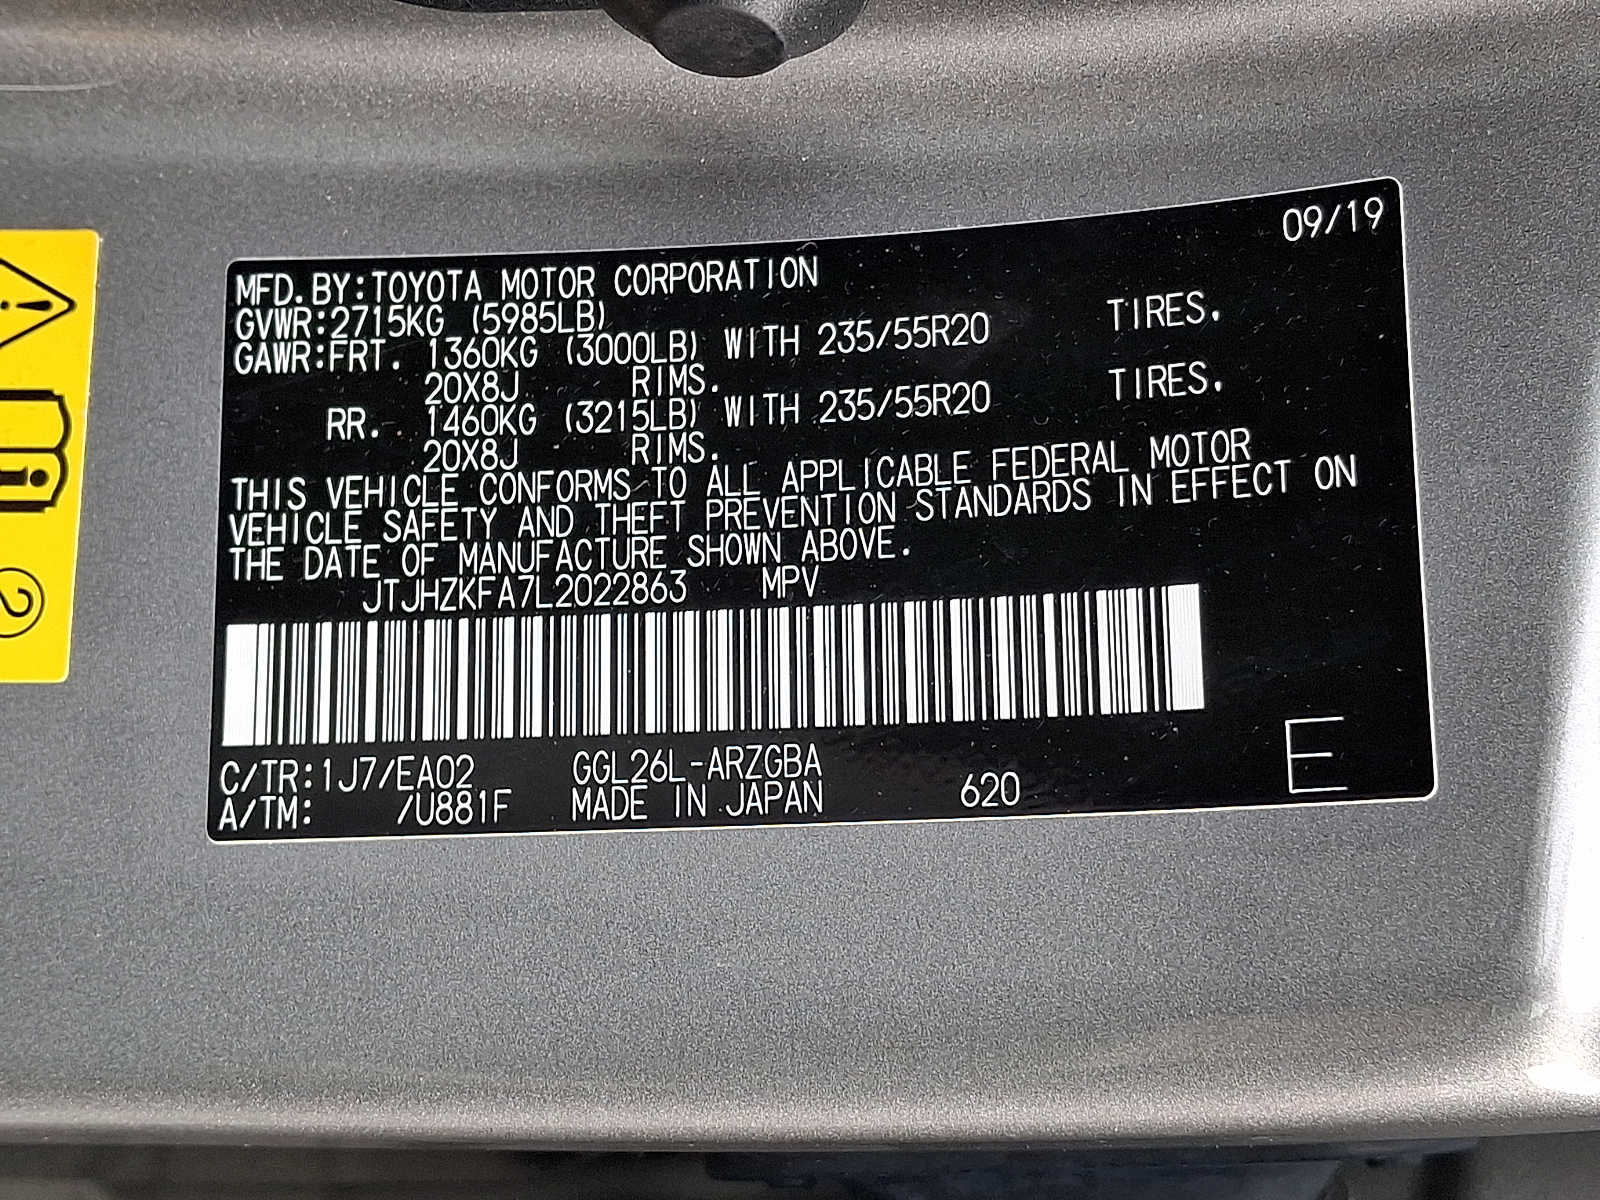 09/19
MFD.BY:TOYOTA MOTOR CORPORATION
GVWR:2715KG (5985LB)
GAWR:FRT. 1360KG (3000LB) WITH 235/55R20 TIRES.
20X8J RIMS.
RR. 1460KG (3215LB) WITH 235/55R20 TIRES.
20X8J RIMS.
THIS VEHICLE CONFORMS TO ALL APPLICABLE FEDERAL MOTOR
VEHICLE SAFETY AND THEFT PREVENTION STANDARDS IN EFFECT ON
THE DATE OF MANUFACTURE SHOWN ABOVE.
JTJHZKFA7L2022863 MPV
C/TR:1J7/EA02 GGL26L-ARZGBA
A/TM: /U881F MADE IN JAPAN 620 E
! i 2